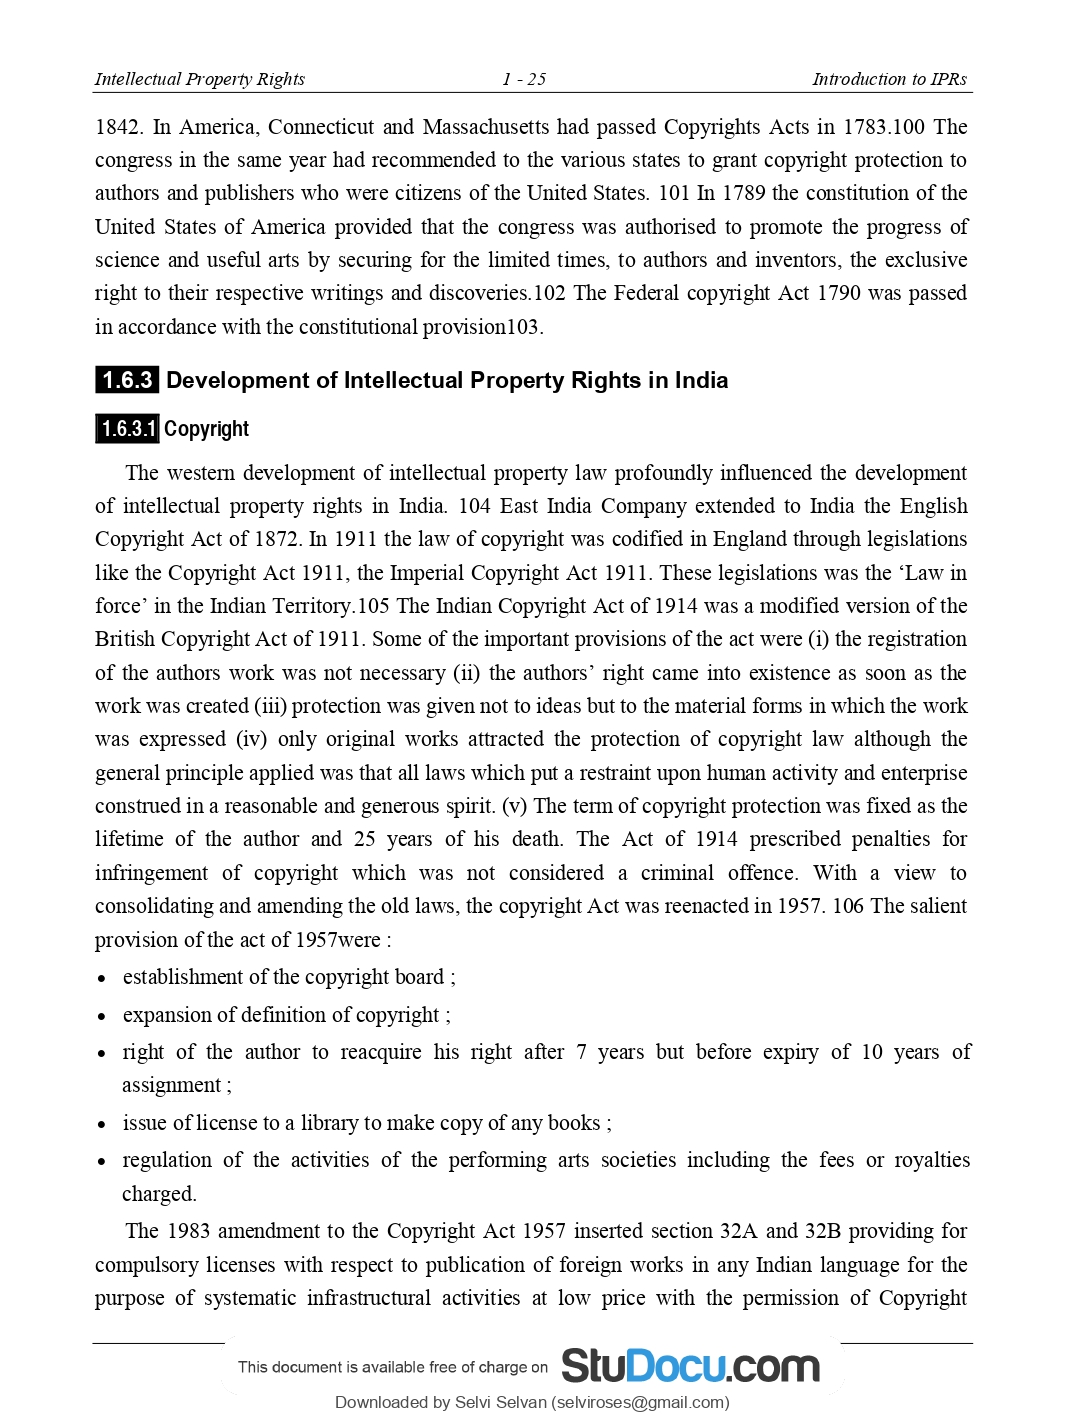 Intellectual Property Rights 1 - 25 Introduction to IPRs
1842. In America, Connecticut and Massachusetts had passed Copyrights Acts in 1783.100 The
congress in the same year had recommended to the various states to grant copyright protection to
authors and publishers who were citizens of the United States. 101 In 1789 the constitution of the
United States of America provided that the congress was authorised to promote the progress of
science and useful arts by securing for the limited times, to authors and inventors, the exclusive
right to their respective writings and discoveries.102 The Federal copyright Act 1790 was passed
in accordance with the constitutional provision103.
1.6.3 Development of Intellectual Property Rights in India
1.6.3.1 Copyright
The western development of intellectual property law profoundly influenced the development
of intellectual property rights in India. 104 East India Company extended to India the English
Copyright Act of 1872. In 1911 the law of copyright was codified in England through legislations
like the Copyright Act 1911, the Imperial Copyright Act 1911. These legislations was the ‘Law in
force’ in the Indian Territory.105 The Indian Copyright Act of 1914 was a modified version of the
British Copyright Act of 1911. Some of the important provisions of the act were (i) the registration
of the authors work was not necessary (ii) the authors’ right came into existence as soon as the
work was created (iii) protection was given not to ideas but to the material forms in which the work
was expressed (iv) only original works attracted the protection of copyright law although the
general principle applied was that all laws which put a restraint upon human activity and enterprise
construed in a reasonable and generous spirit. (v) The term of copyright protection was fixed as the
lifetime of the author and 25 years of his death. The Act of 1914 prescribed penalties for
infringement of copyright which was not considered a criminal offence. With a view to
consolidating and amending the old laws, the copyright Act was reenacted in 1957. 106 The salient
provision of the act of 1957were :
• establishment of the copyright board ;
• expansion of definition of copyright ;
• right of the author to reacquire his right after 7 years but before expiry of 10 years of
assignment ;
• issue of license to a library to make copy of any books ;
• regulation of the activities of the performing arts societies including the fees or royalties
charged.
The 1983 amendment to the Copyright Act 1957 inserted section 32A and 32B providing for
compulsory licenses with respect to publication of foreign works in any Indian language for the
purpose of systematic infrastructural activities at low price with the permission of Copyright
This document is available free of charge on StuDocu.com
Downloaded by Selvi Selvan (selviroses@gmail.com)